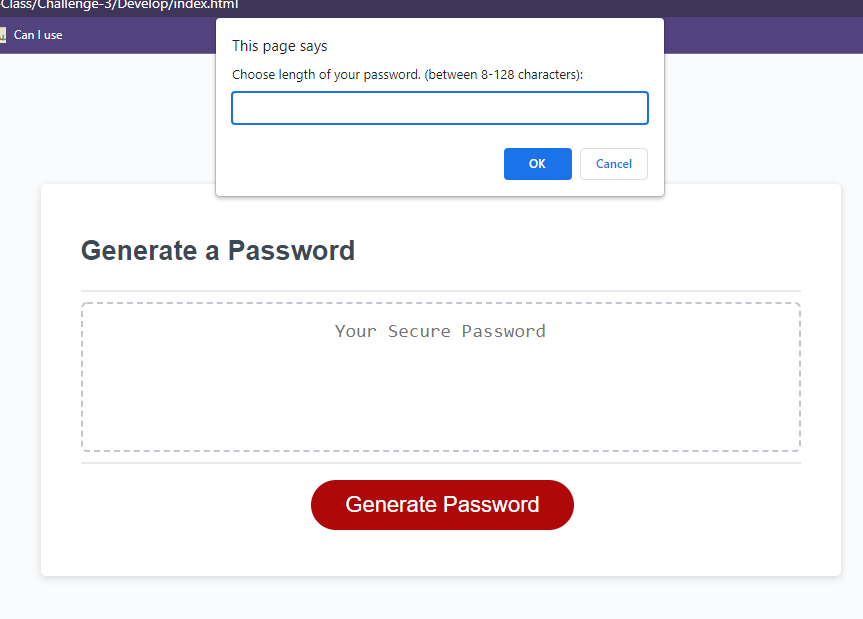 -Class/Challenge-3/Develop/index.html
Can I use
This page says
Choose length of your password. (between 8-128 characters):
OK
Cancel
Generate a Password
Your Secure Password
Generate Password